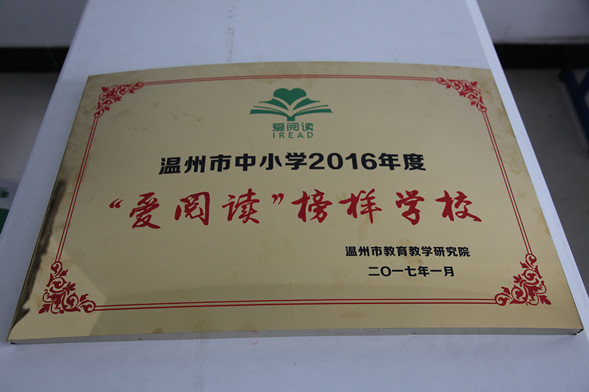 爱阅读
IREAD
温州市中小学2016年度
“爱阅读”榜样学校
温州市教育教学研究院
二〇一七年一月